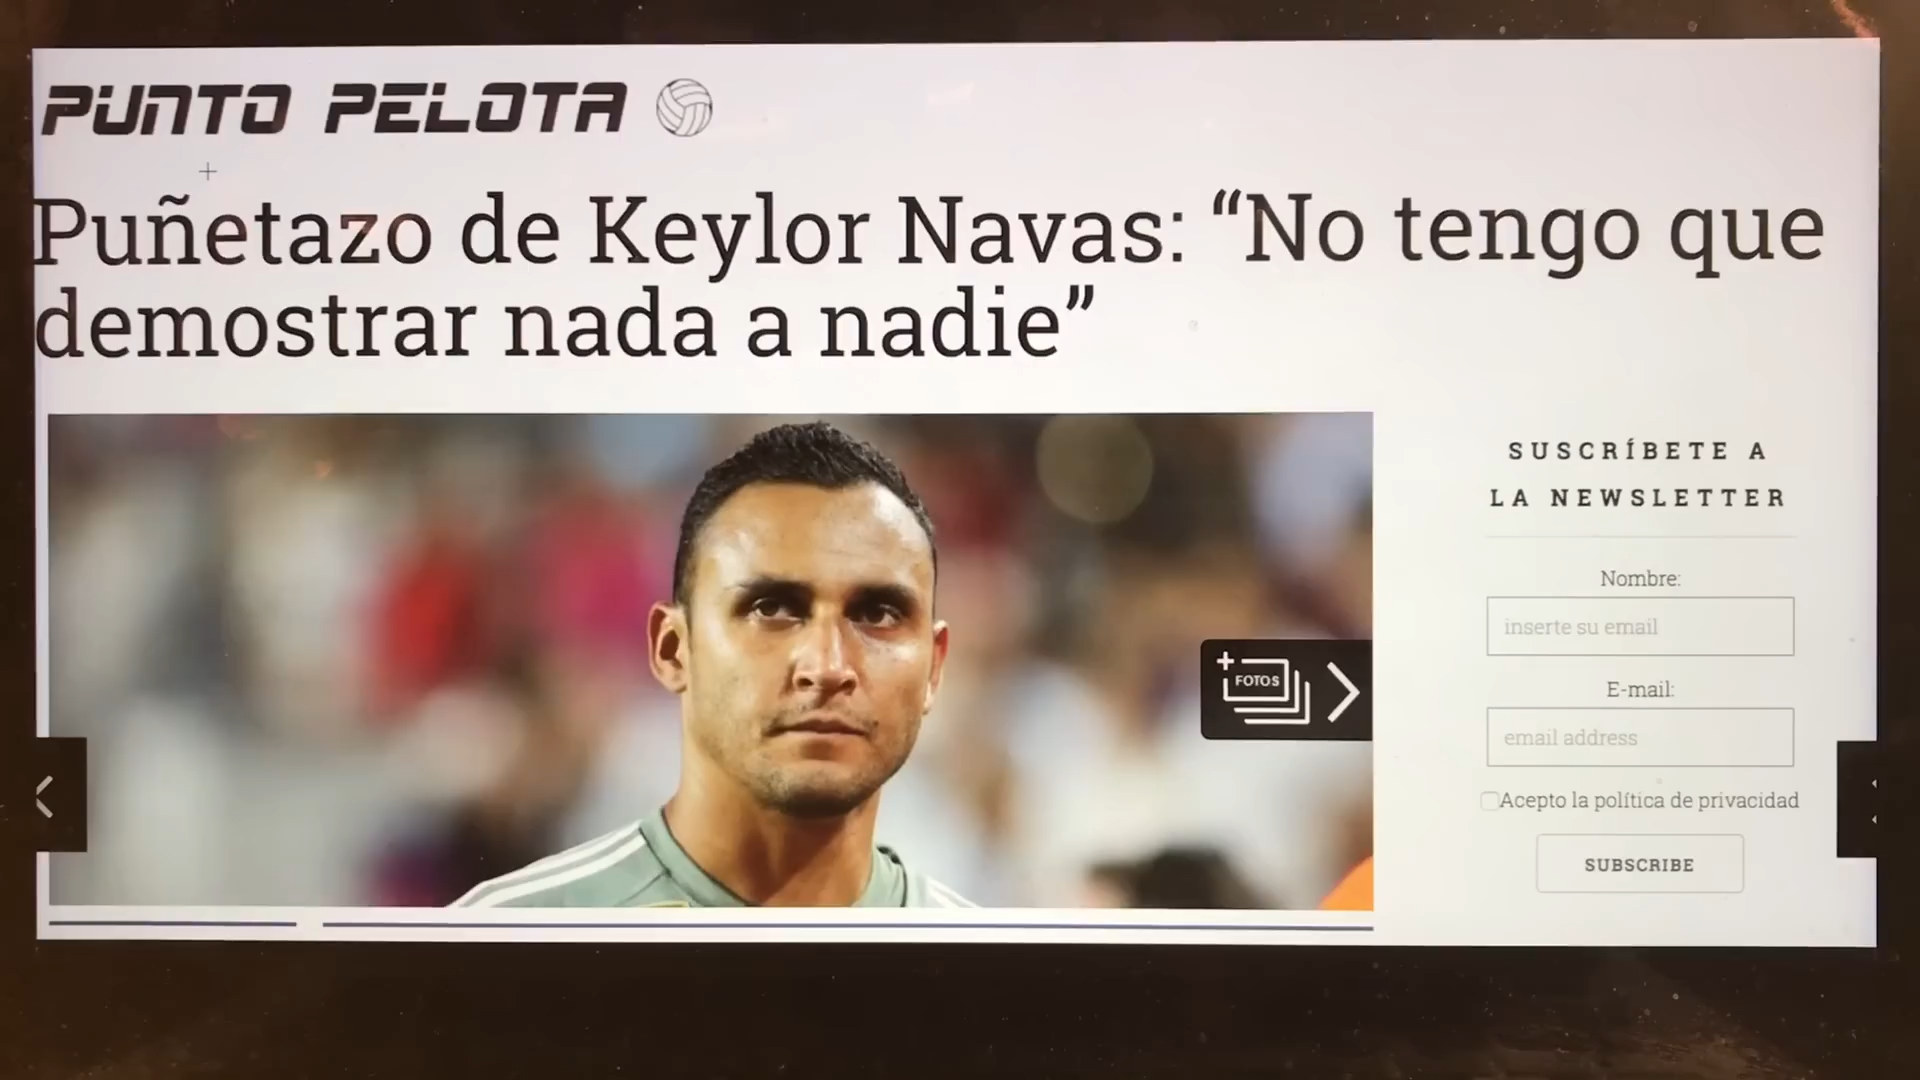 PUNTO PELOTA
Puñetazo de Keylor Navas: “No tengo que
demostrar nada a nadie”
+ FOTOS
SUSCRÍBETE A
LA NEWSLETTER
Nombre:
inserte su email
E-mail:
email address
Acepto la política de privacidad
SUBSCRIBE